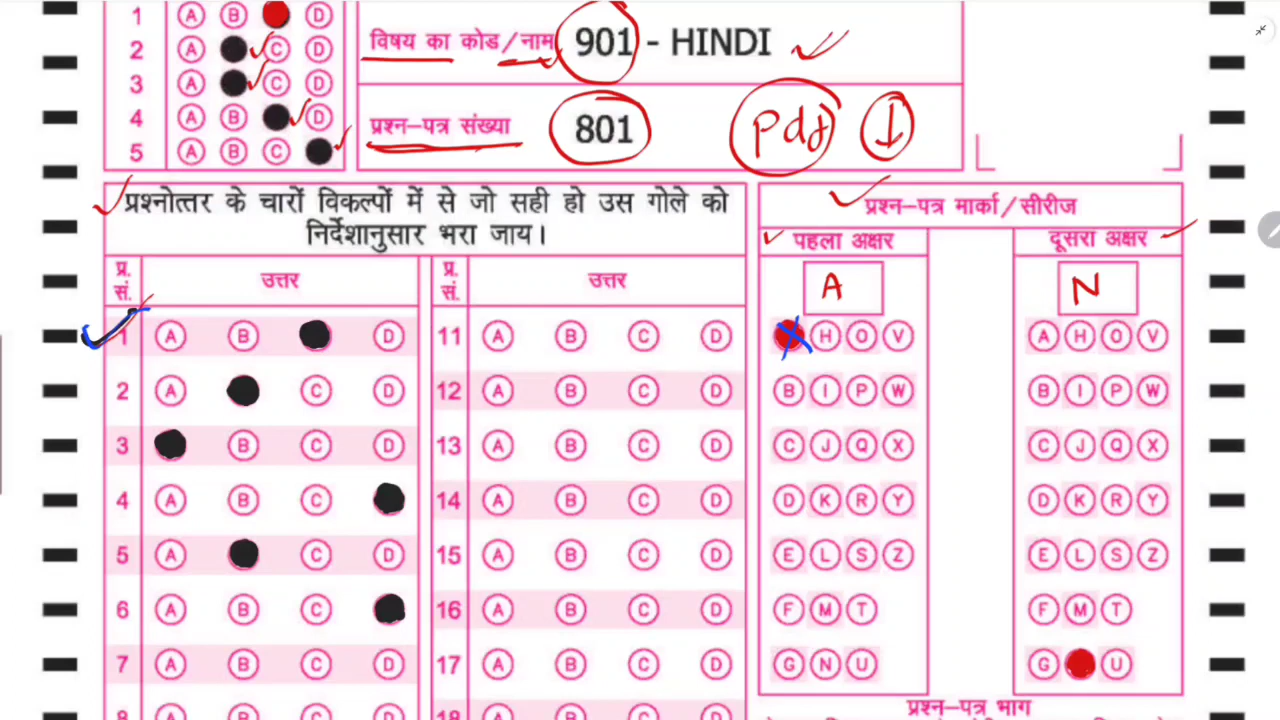 1 A B D
2 A C D
3 A C D
4 A B D
5 A B C
विषय का कोड/नाम 901 - HINDI
प्रश्न-पत्र संख्या 801 Pdf I
प्रश्नोत्तर के चारों विकल्पों में से जो सही हो उस गोले को
निर्देशानुसार भरा जाय।
प्र. सं. उत्तर प्र. सं. उत्तर
1 A B D 11 A B C D
2 A C D 12 A B C D
3 B C D 13 A B C D
4 A B C 14 A B C D
5 A C D 15 A B C D
6 A B C 16 A B C D
7 A B C D 17 A B C D
8 A B C D 18 A B C D
प्रश्न-पत्र मार्का/सीरीज
पहला अक्षर दूसरा अक्षर
A N
H O V A H O V
B I P W B I P W
C J Q X C J Q X
D K R Y D K R Y
E L S Z E L S Z
F M T F M T
G N U G U
प्रश्न-पत्र भाग